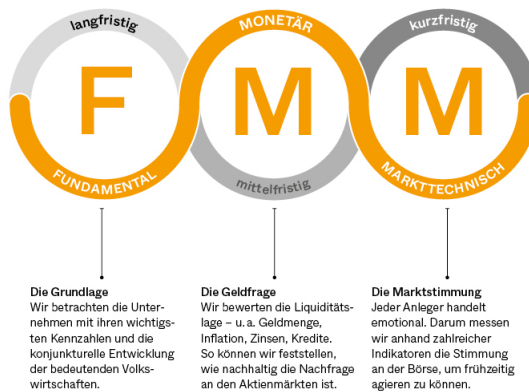 langfristig
F
FUNDAMENTAL
MONETÄR
M
mittelfristig
kurzfristig
M
MARKTTECHNISCH
Die Grundlage
Wir betrachten die Unter-
nehmen mit ihren wichtigs-
ten Kennzahlen und die
konjunkturelle Entwicklung
der bedeutenden Volks-
wirtschaften.
Die Geldfrage
Wir bewerten die Liquiditäts-
lage – u. a. Geldmenge,
Inflation, Zinsen, Kredite.
So können wir feststellen,
wie nachhaltig die Nachfrage
an den Aktienmärkten ist.
Die Marktstimmung
Jeder Anleger handelt
emotional. Darum messen
wir anhand zahlreicher
Indikatoren die Stimmung
an der Börse, um frühzeitig
agieren zu können.